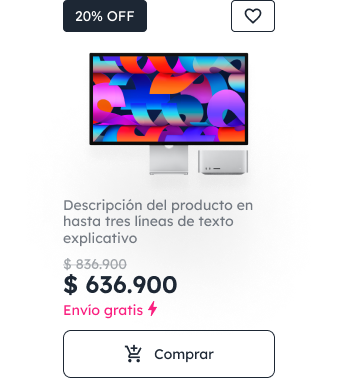 20% OFF
Descripción del producto en
hasta tres líneas de texto
explicativo
$ 836.900
$ 636.900
Envío gratis
Comprar